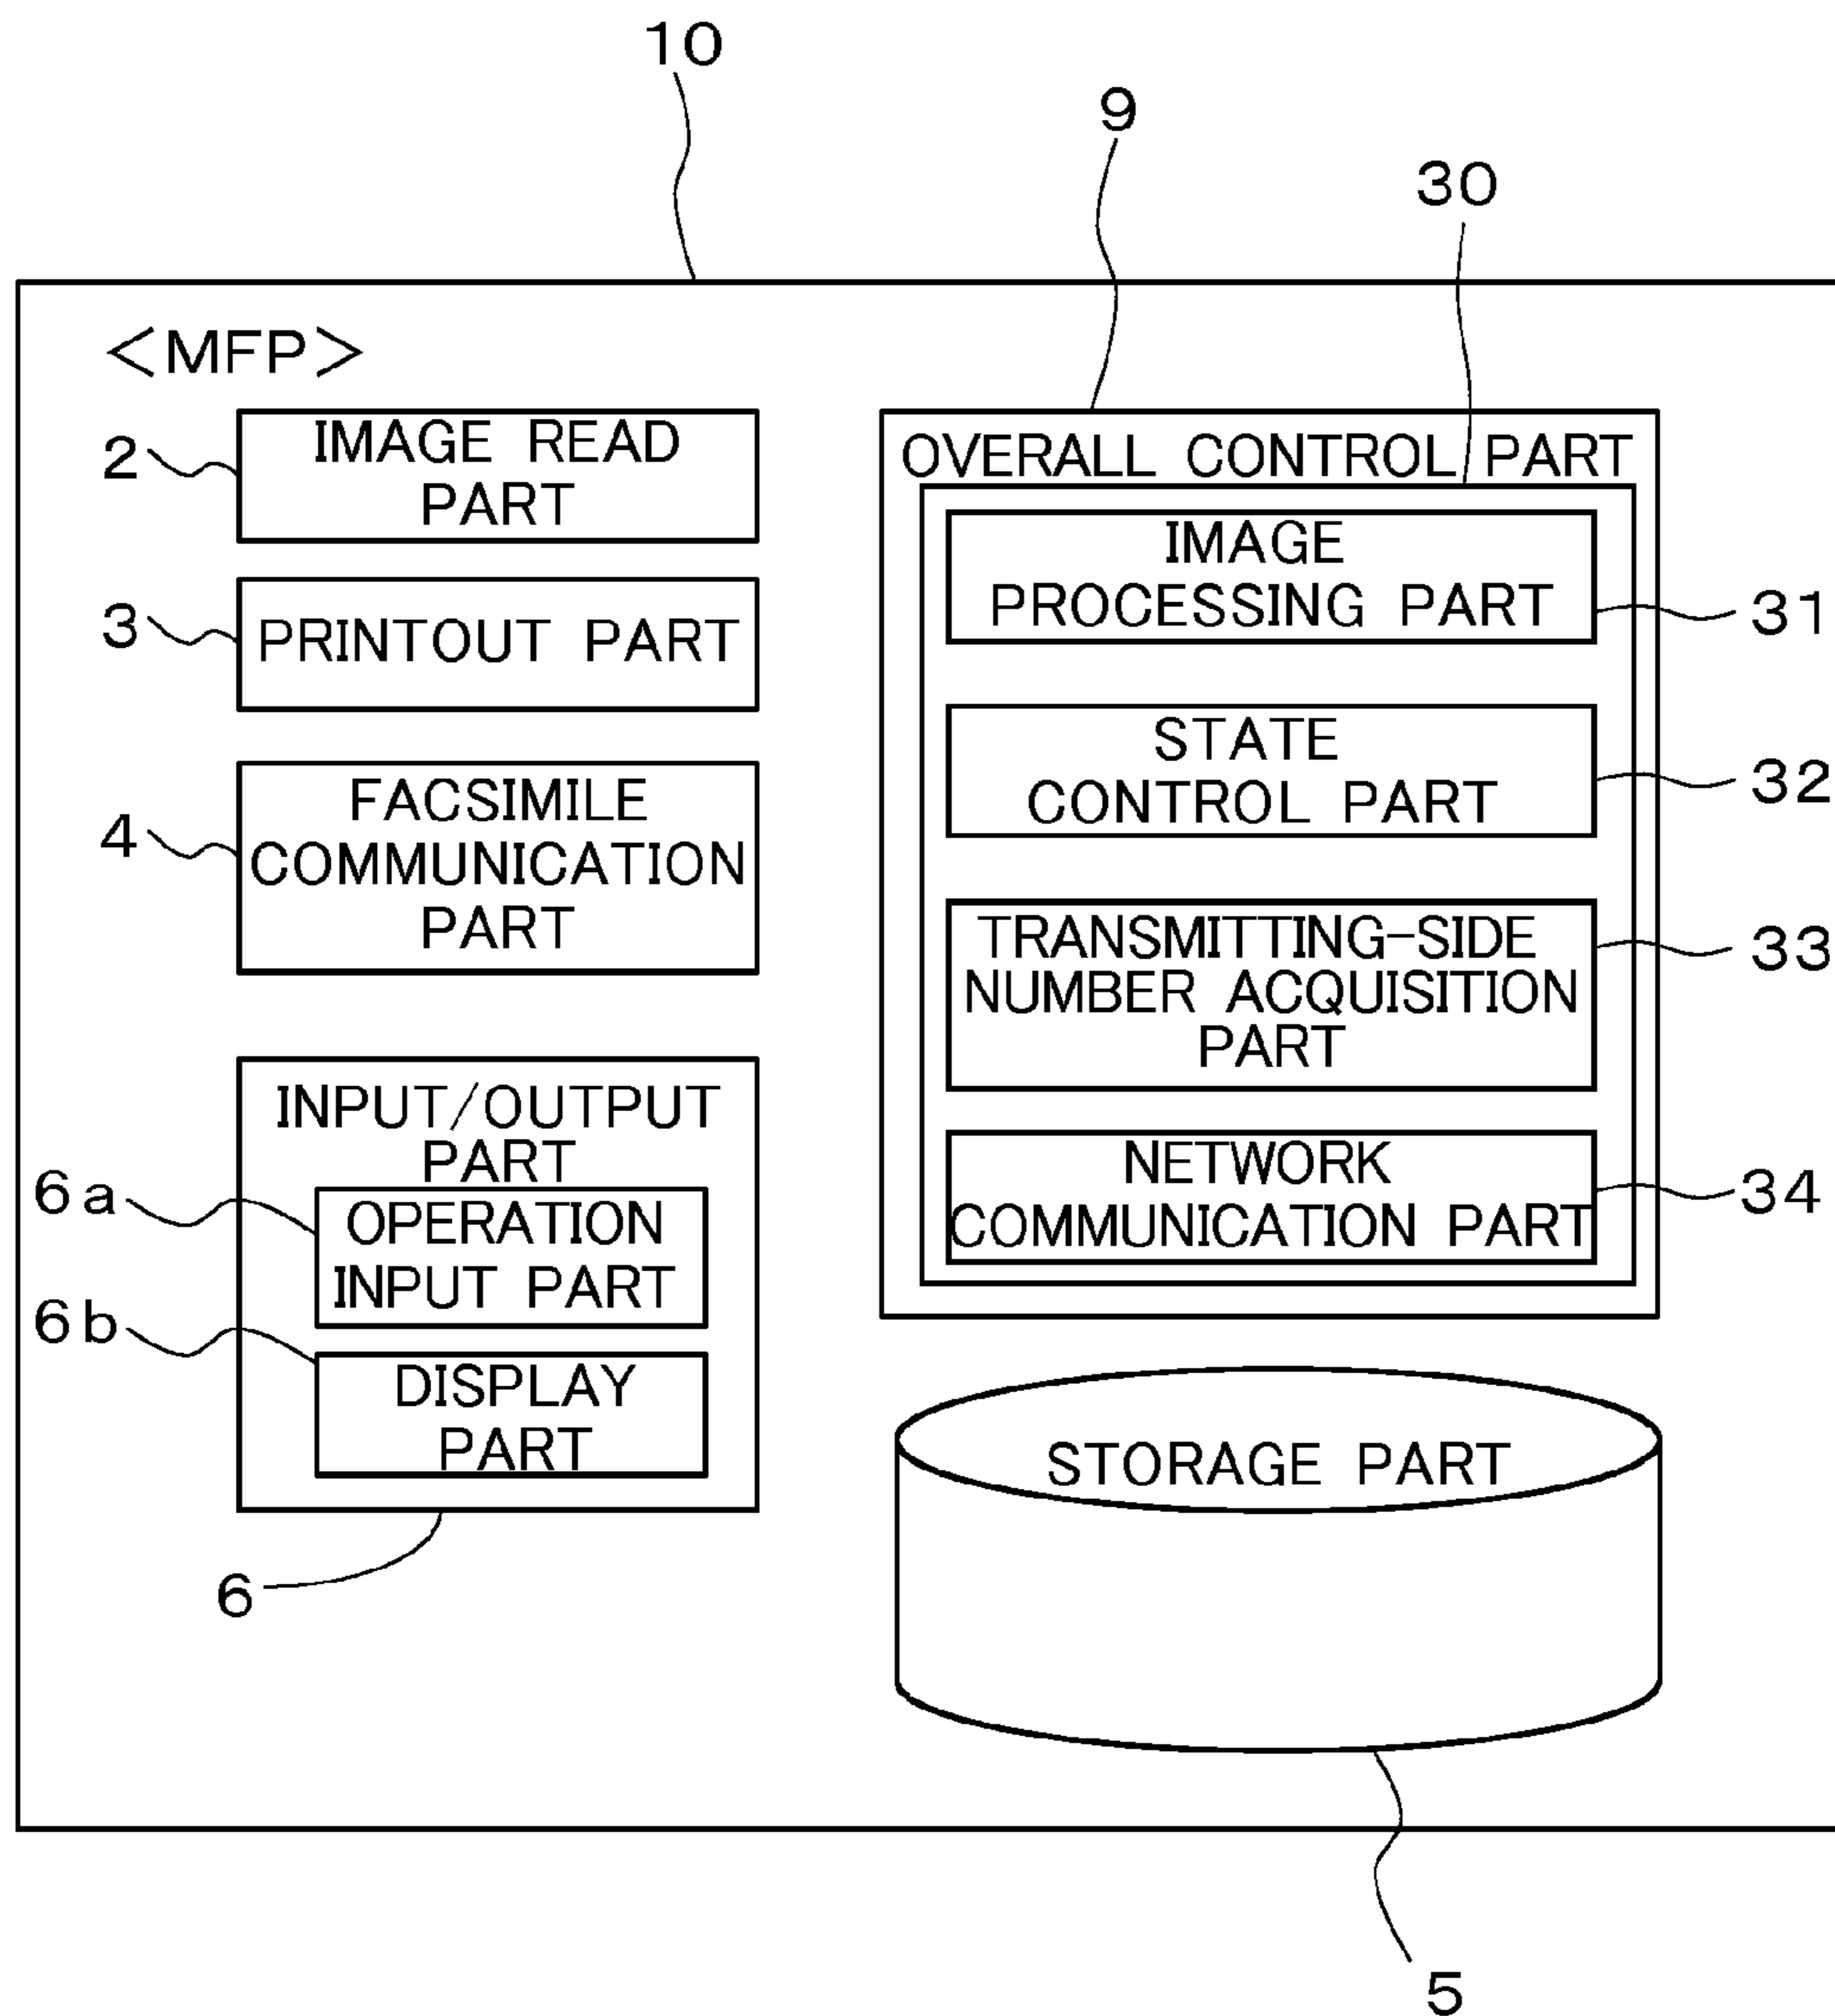 10
9
30
<MFP>
2
IMAGE READ
PART
3
PRINTOUT PART
4
FACSIMILE
COMMUNICATION
PART
INPUT/OUTPUT
PART
6a
OPERATION
INPUT PART
6b
DISPLAY
PART
6
OVERALL CONTROL PART
IMAGE
PROCESSING PART
31
STATE
CONTROL PART
32
TRANSMITTING-SIDE
NUMBER ACQUISITION
PART
33
NETWORK
COMMUNICATION PART
34
STORAGE PART
5